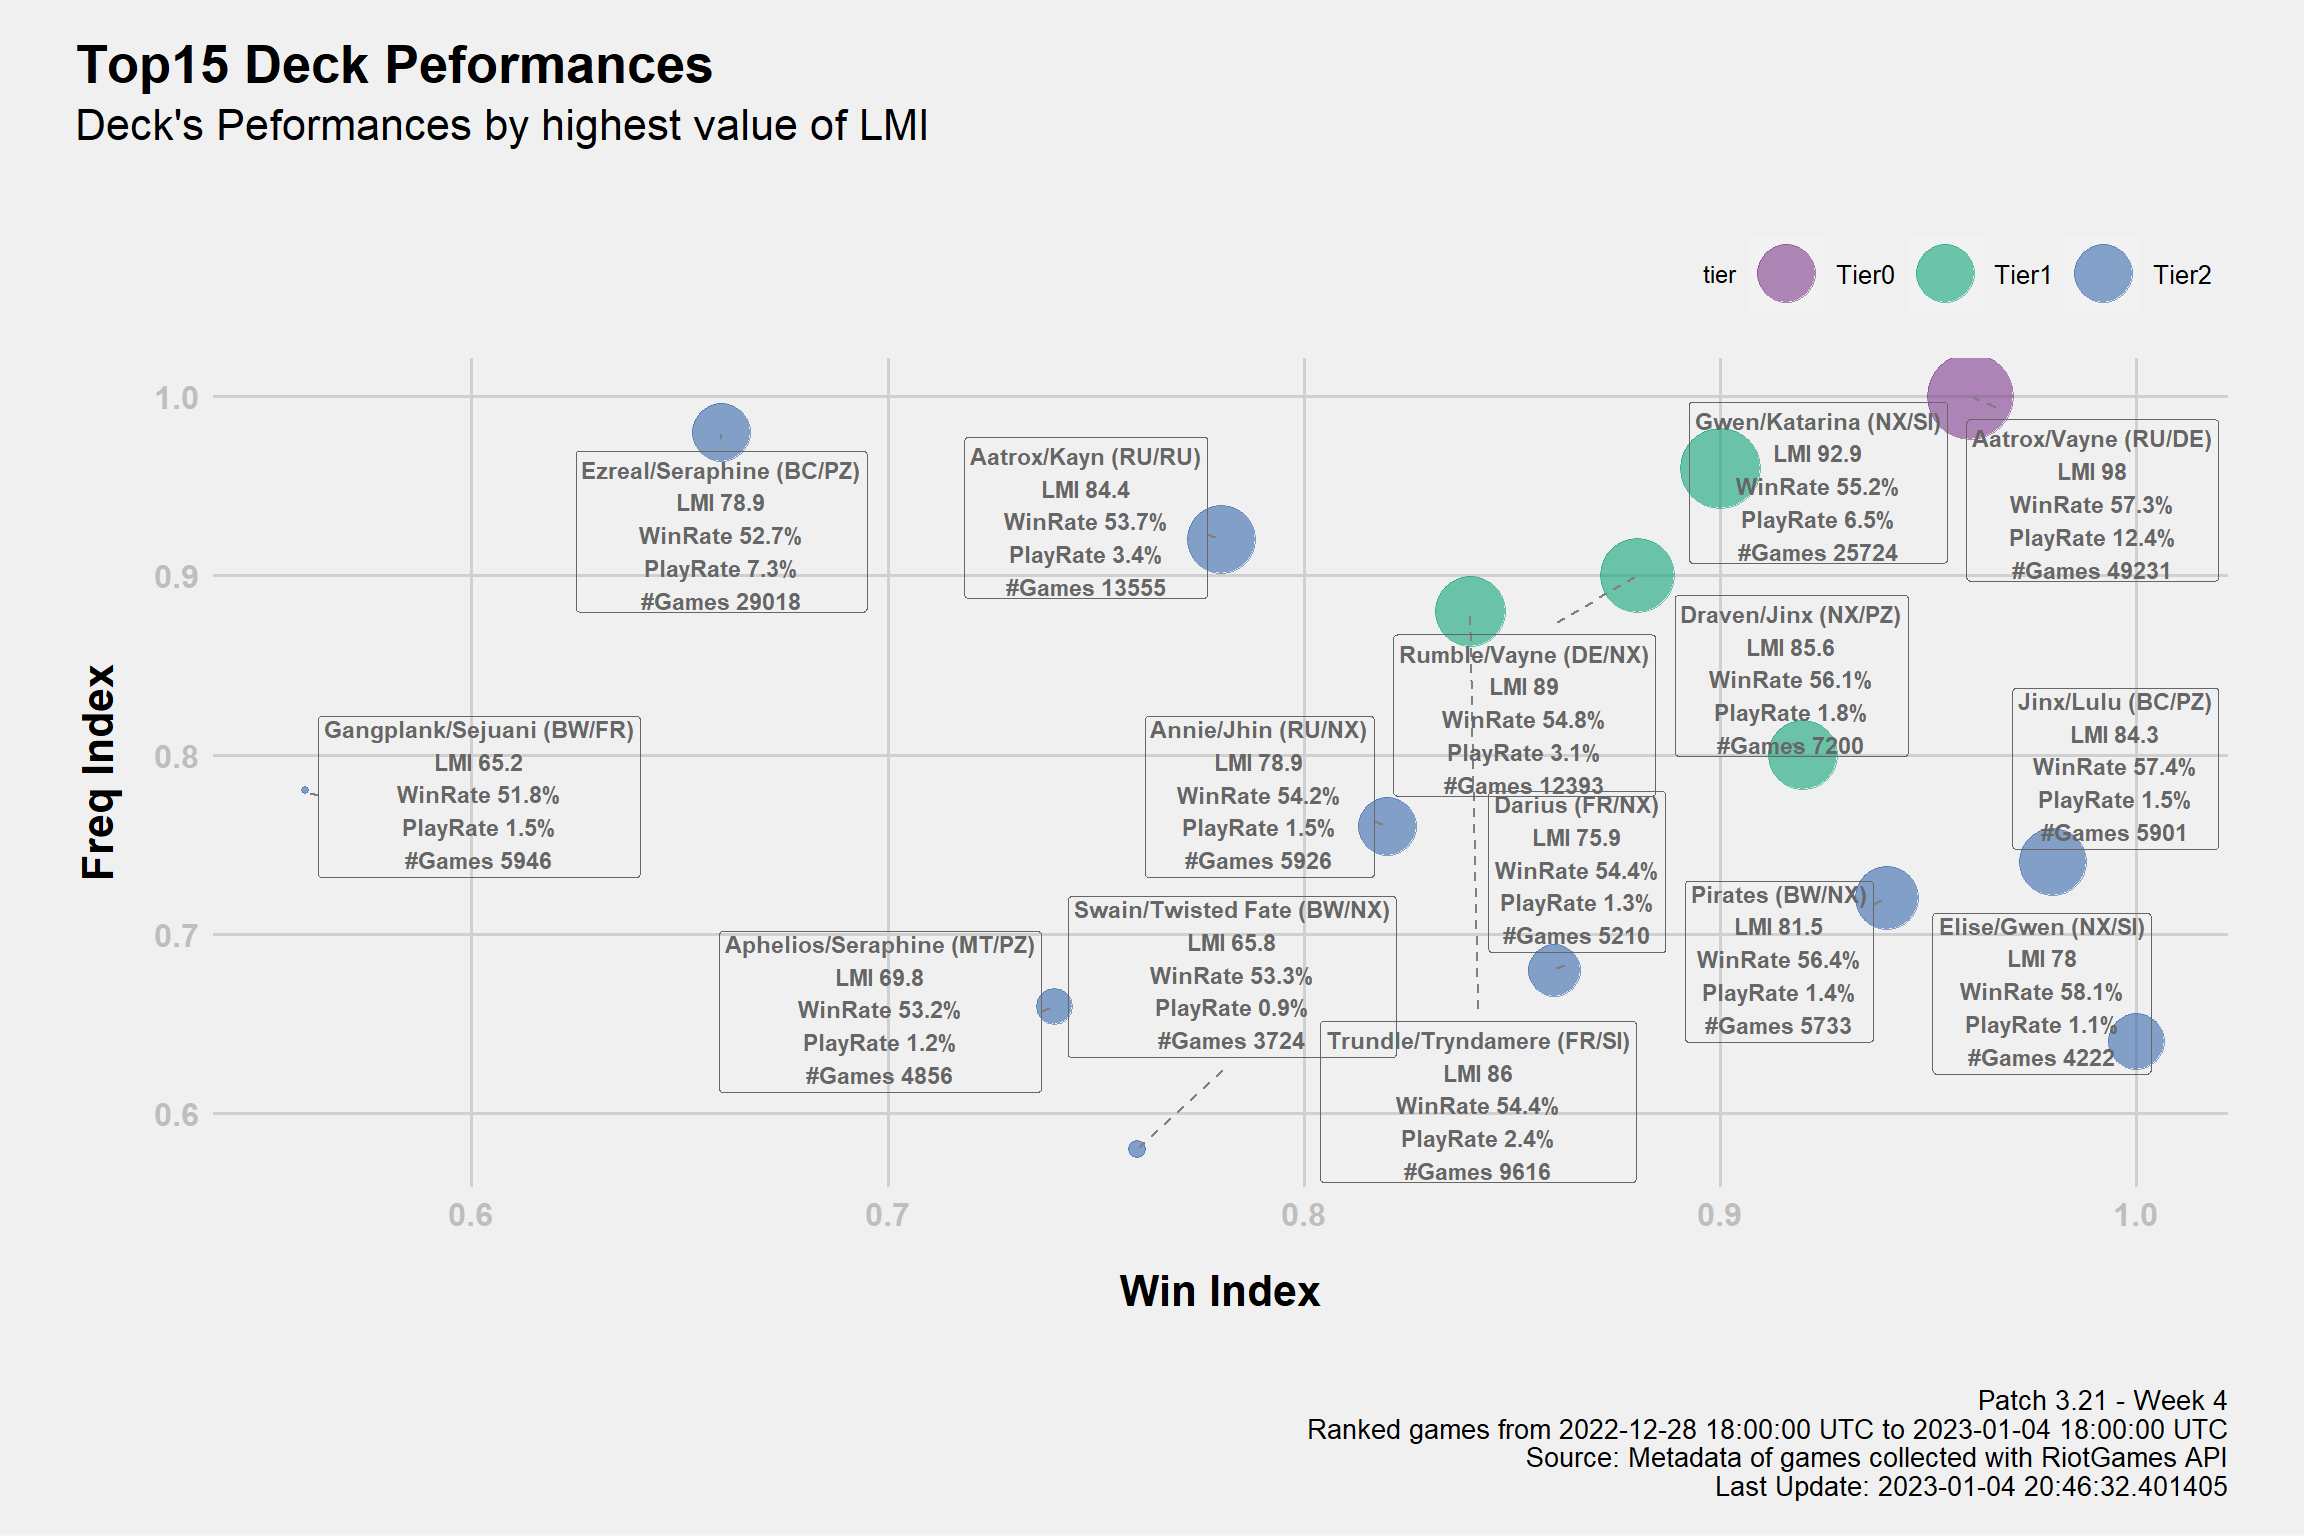 Top15 Deck Peformances
Deck's Peformances by highest value of LMI
tier
Tier0
Tier1
Tier2
Freq Index
1.0
0.9
0.8
0.7
0.6
Ezreal/Seraphine (BC/PZ)
LMI 78.9
WinRate 52.7%
PlayRate 7.3%
#Games 29018
Aatrox/Kayn (RU/RU)
LMI 84.4
WinRate 53.7%
PlayRate 3.4%
#Games 13555
Gwen/Katarina (NX/SI)
LMI 92.9
WinRate 55.2%
PlayRate 6.5%
#Games 25724
Aatrox/Vayne (RU/DE)
LMI 98
WinRate 57.3%
PlayRate 12.4%
#Games 49231
Rumble/Vayne (DE/NX)
LMI 89
WinRate 54.8%
PlayRate 3.1%
#Games 12393
Draven/Jinx (NX/PZ)
LMI 85.6
WinRate 56.1%
PlayRate 1.8%
#Games 7200
Jinx/Lulu (BC/PZ)
LMI 84.3
WinRate 57.4%
PlayRate 1.5%
#Games 5901
Gangplank/Sejuani (BW/FR)
LMI 65.2
WinRate 51.8%
PlayRate 1.5%
#Games 5946
Annie/Jhin (RU/NX)
LMI 78.9
WinRate 54.2%
PlayRate 1.5%
#Games 5926
Darius (FR/NX)
LMI 75.9
WinRate 54.4%
PlayRate 1.3%
#Games 5210
Pirates (BW/NX)
LMI 81.5
WinRate 56.4%
PlayRate 1.4%
#Games 5733
Elise/Gwen (NX/SI)
LMI 78
WinRate 58.1%
PlayRate 1.1%
#Games 4222
Swain/Twisted Fate (BW/NX)
LMI 65.8
WinRate 53.3%
PlayRate 0.9%
#Games 3724
Aphelios/Seraphine (MT/PZ)
LMI 69.8
WinRate 53.2%
PlayRate 1.2%
#Games 4856
Trundle/Tryndamere (FR/SI)
LMI 86
WinRate 54.4%
PlayRate 2.4%
#Games 9616
0.6
0.7
0.8
0.9
1.0
Win Index
Patch 3.21 - Week 4
Ranked games from 2022-12-28 18:00:00 UTC to 2023-01-04 18:00:00 UTC
Source: Metadata of games collected with RiotGames API
Last Update: 2023-01-04 20:46:32.401405